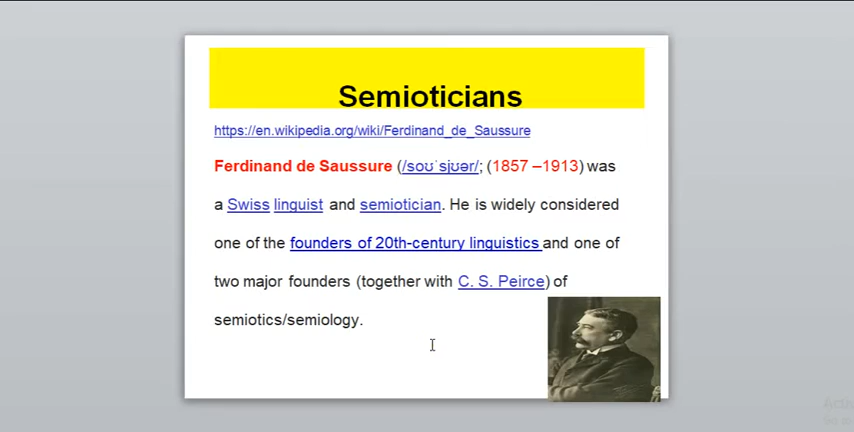 Semioticians
https://en.wikipedia.org/wiki/Ferdinand_de_Saussure
Ferdinand de Saussure (/soʊˈsjʊər/; (1857 –1913) was
a Swiss linguist and semiotician. He is widely considered
one of the founders of 20th-century linguistics and one of
two major founders (together with C. S. Peirce) of
semiotics/semiology.